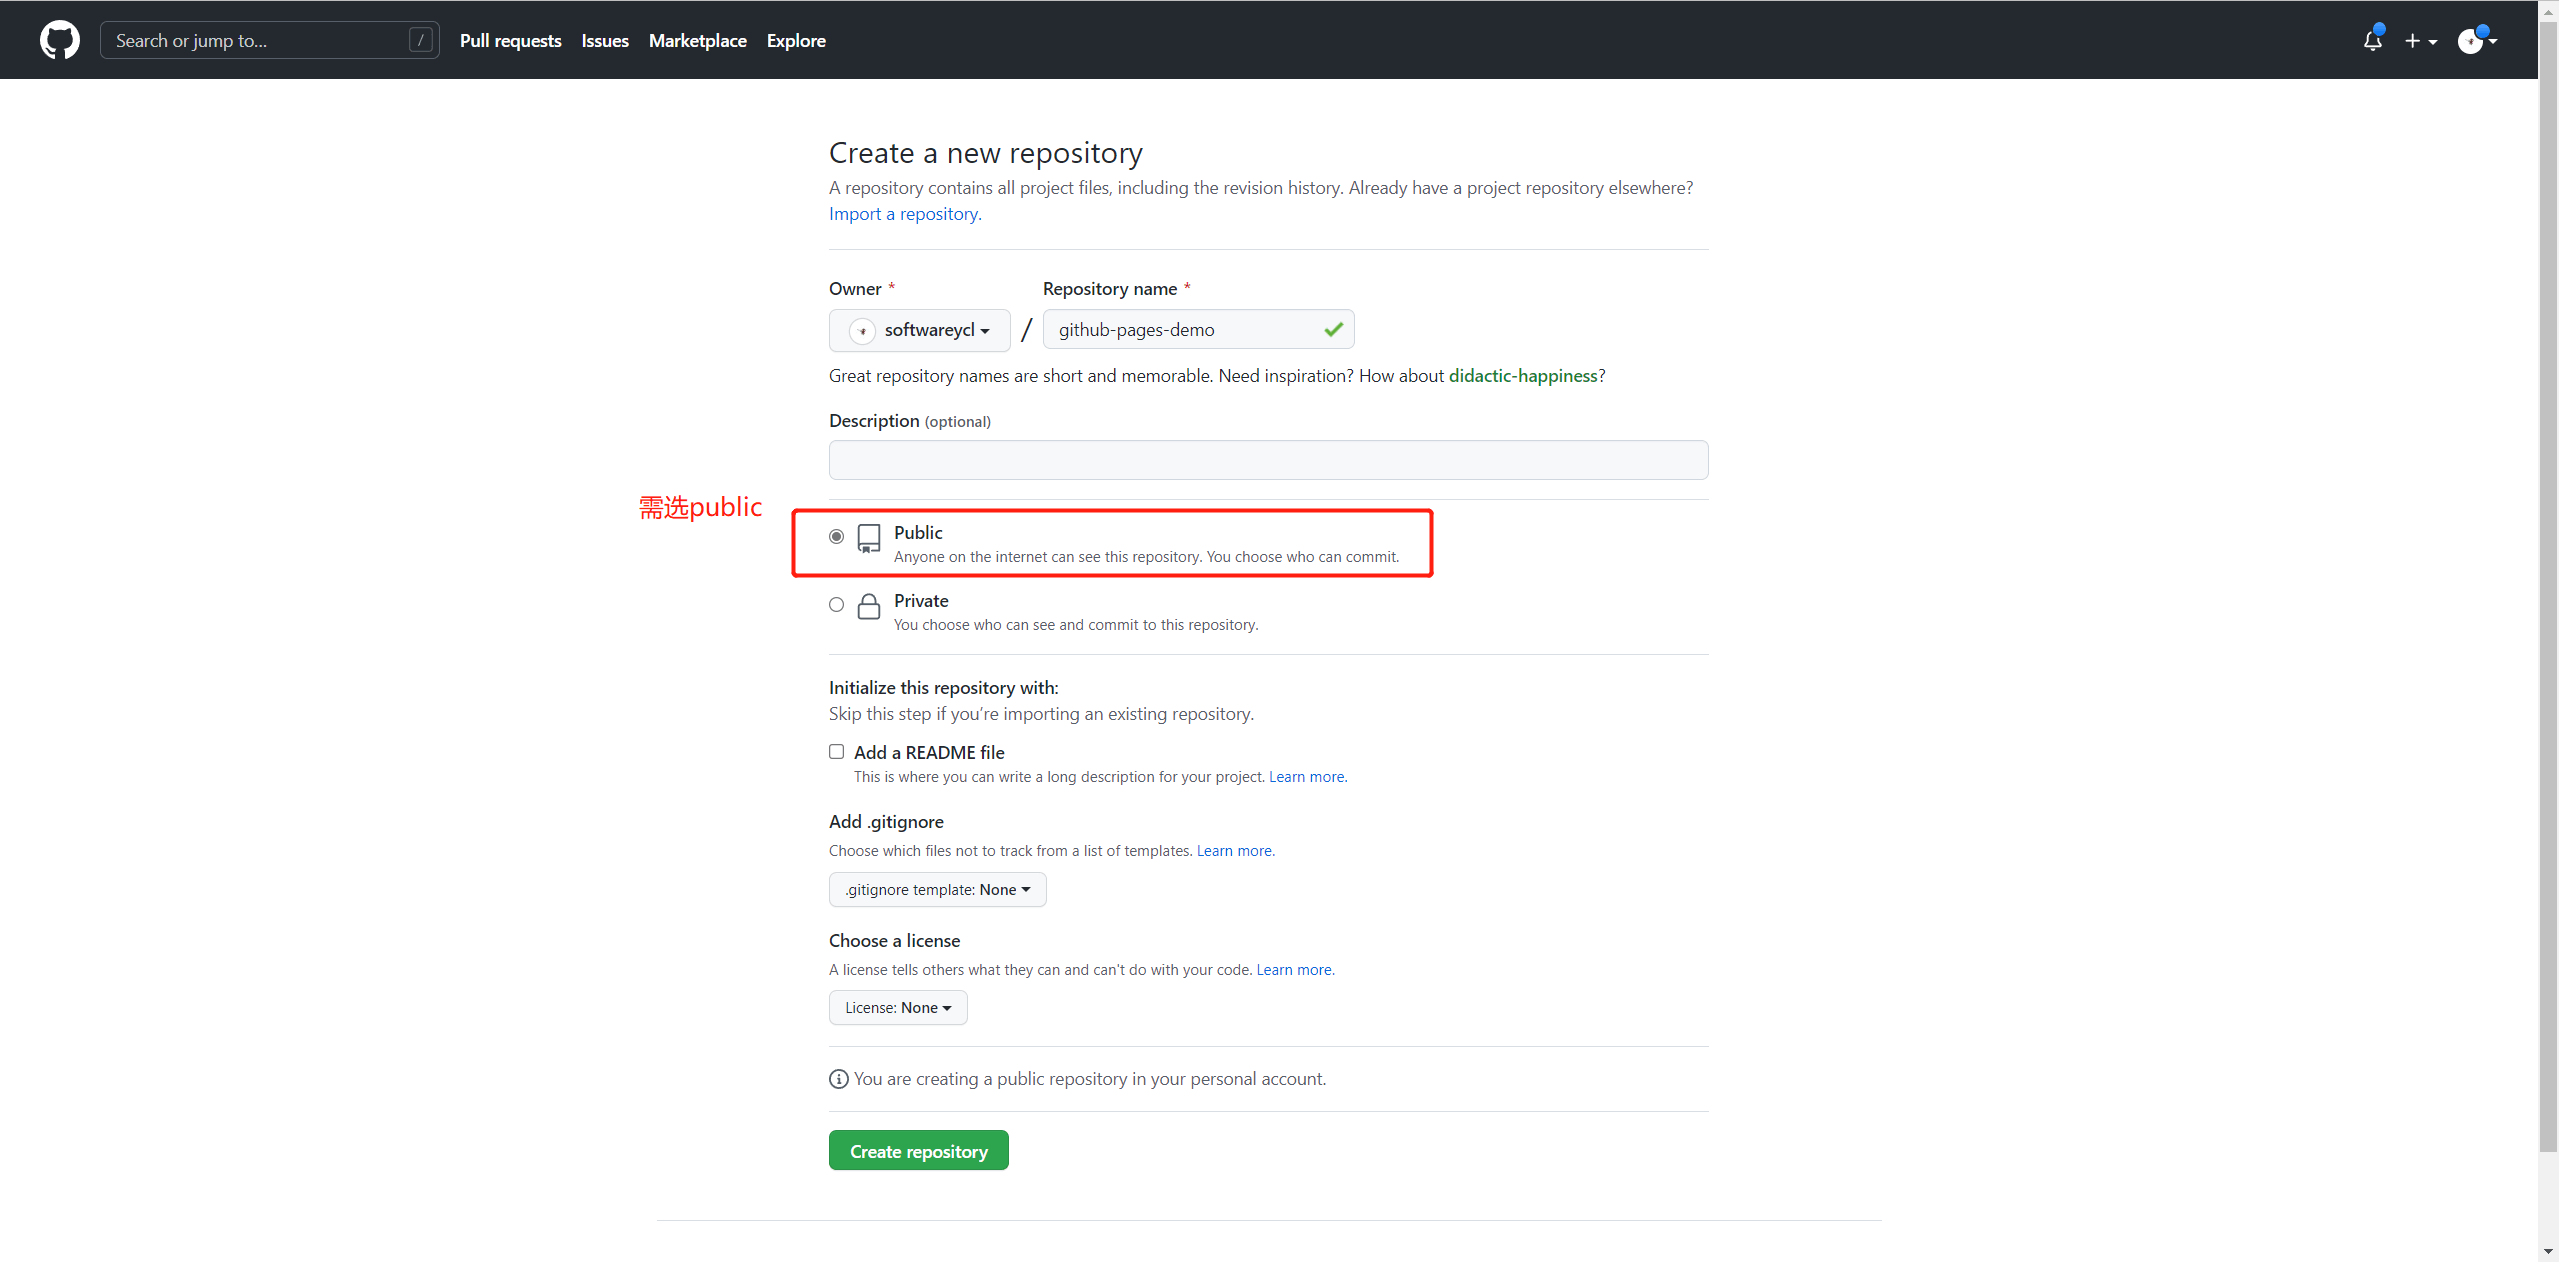 Search or jump to... /
Pull requests Issues Marketplace Explore
Create a new repository
A repository contains all project files, including the revision history. Already have a project repository elsewhere?
Import a repository.
Owner * Repository name *
softwareycl / github-pages-demo
Great repository names are short and memorable. Need inspiration? How about didactic-happiness?
Description (optional)
需选public
Public
Anyone on the internet can see this repository. You choose who can commit.
Private
You choose who can see and commit to this repository.
Initialize this repository with:
Skip this step if you’re importing an existing repository.
Add a README file
This is where you can write a long description for your project. Learn more.
Add .gitignore
Choose which files not to track from a list of templates. Learn more.
.gitignore template: None
Choose a license
A license tells others what they can and can't do with your code. Learn more.
License: None
You are creating a public repository in your personal account.
Create repository